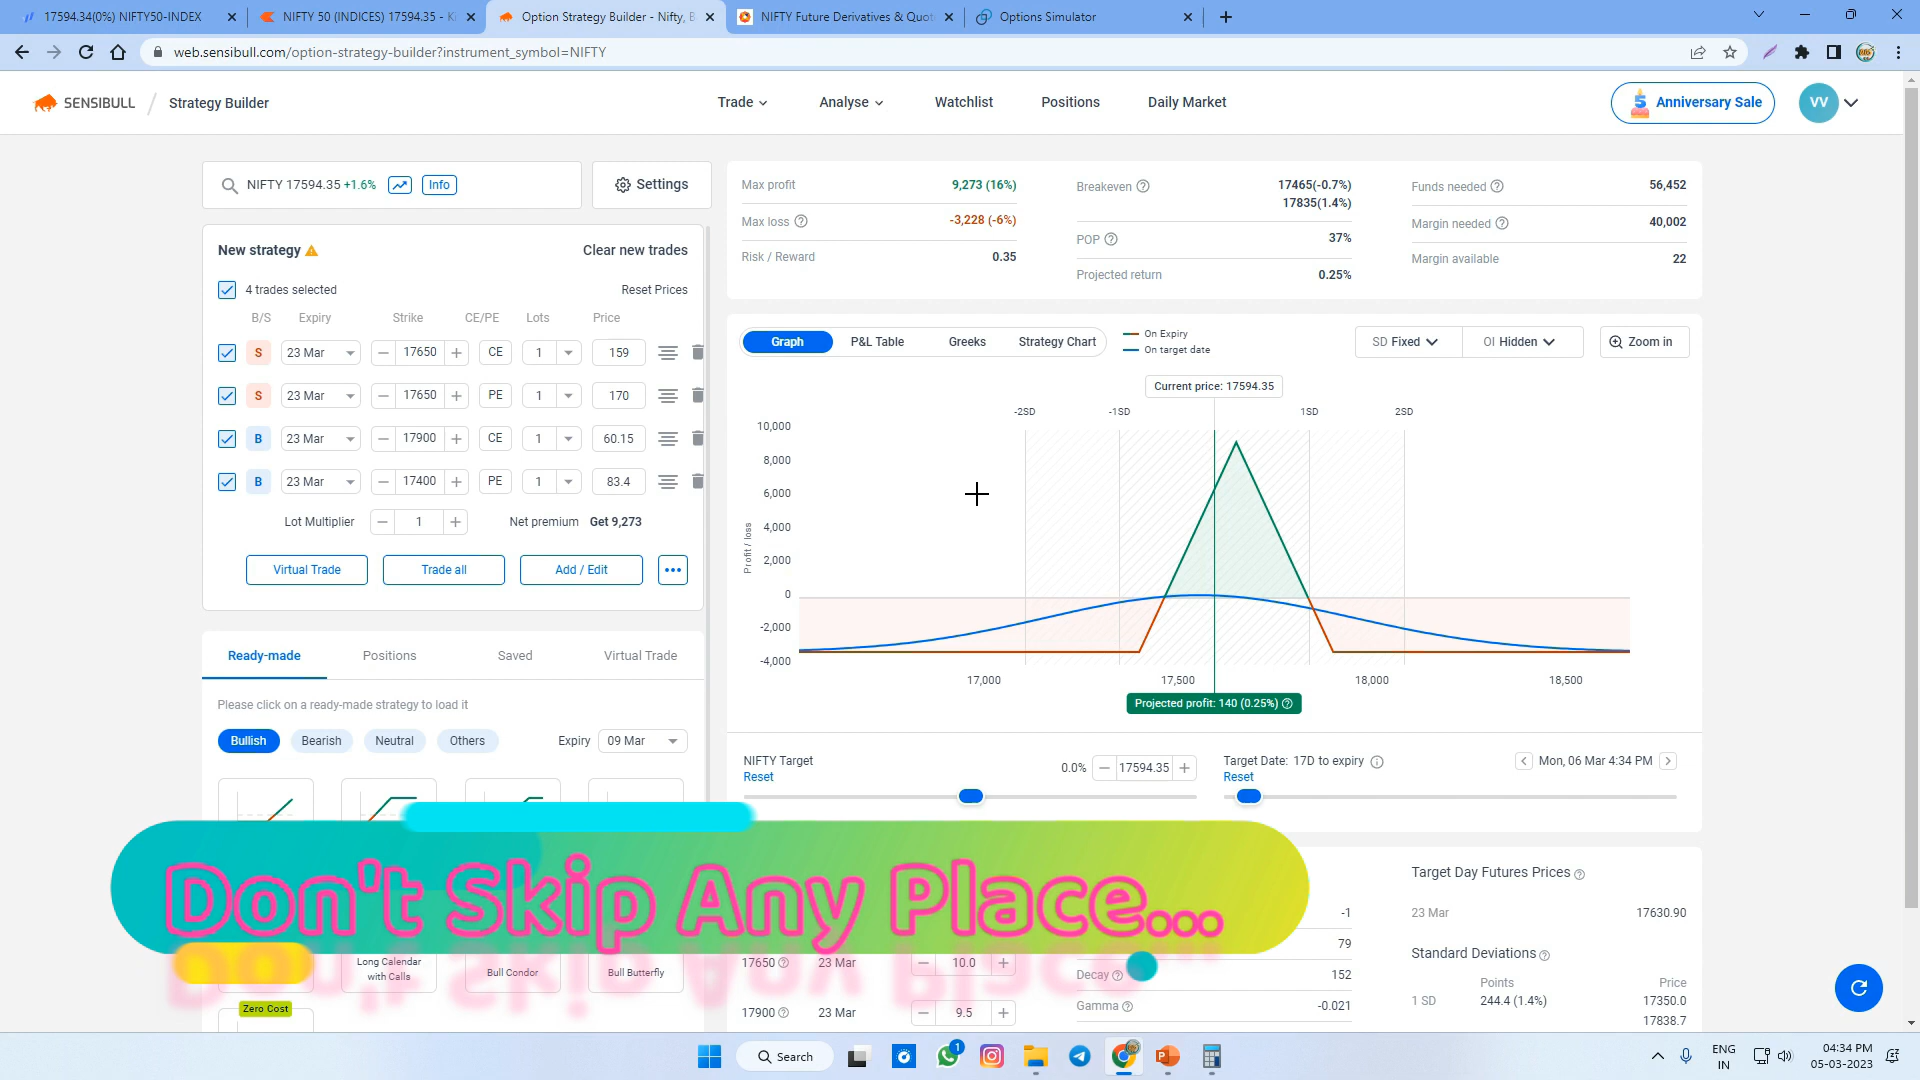 17594.34(0%) NIFTY50-INDEX
NIFTY 50 (INDICES) 17594.35 - Ki
Option Strategy Builder - Nifty, B
NIFTY Future Derivatives & Quot
Options Simulator
web.sensibull.com/option-strategy-builder?instrument_symbol=NIFTY
SENSIBULL / Strategy Builder
Trade
Analyse
Watchlist
Positions
Daily Market
5 Anniversary Sale
VV
NIFTY 17594.35 +1.6% Info
Settings
New strategy
Clear new trades
4 trades selected
Reset Prices
B/S Expiry Strike CE/PE Lots Price
S 23 Mar 17650 CE 1 159
S 23 Mar 17650 PE 1 170
B 23 Mar 17900 CE 1 60.15
B 23 Mar 17400 PE 1 83.4
Lot Multiplier 1 Net premium Get 9,273
Virtual Trade
Trade all
Add / Edit
Ready-made
Positions
Saved
Virtual Trade
Please click on a ready-made strategy to load it
Bullish
Bearish
Neutral
Others
Expiry 09 Mar
Long Calendar
with Calls
Bull Condor
Bull Butterfly
Zero Cost
Max profit 9,273 (16%)
Max loss -3,228 (-6%)
Risk / Reward 0.35
Breakeven 17465(-0.7%)
17835(1.4%)
POP 37%
Projected return 0.25%
Funds needed 56,452
Margin needed 40,002
Margin available 22
Graph
P&L Table
Greeks
Strategy Chart
On Expiry
On target date
SD Fixed
OI Hidden
Zoom in
Current price: 17594.35
-2SD -1SD 1SD 2SD
10,000
8,000
6,000
4,000
2,000
0
-2,000
-4,000
Profit / loss
17,000 17,500 18,000 18,500
Projected profit: 140 (0.25%)
NIFTY Target
Reset
0.0% 17594.35
Target Date: 17D to expiry
Reset
Mon, 06 Mar 4:34 PM
Don't Skip Any Place...
-1
79
17650 23 Mar 10.0
Decay 152
17900 23 Mar 9.5
Gamma -0.021
Target Day Futures Prices
23 Mar 17630.90
Standard Deviations
Points Price
1 SD 244.4 (1.4%) 17350.0
17838.7
Search
1
ENG
IN
04:34 PM
05-03-2023